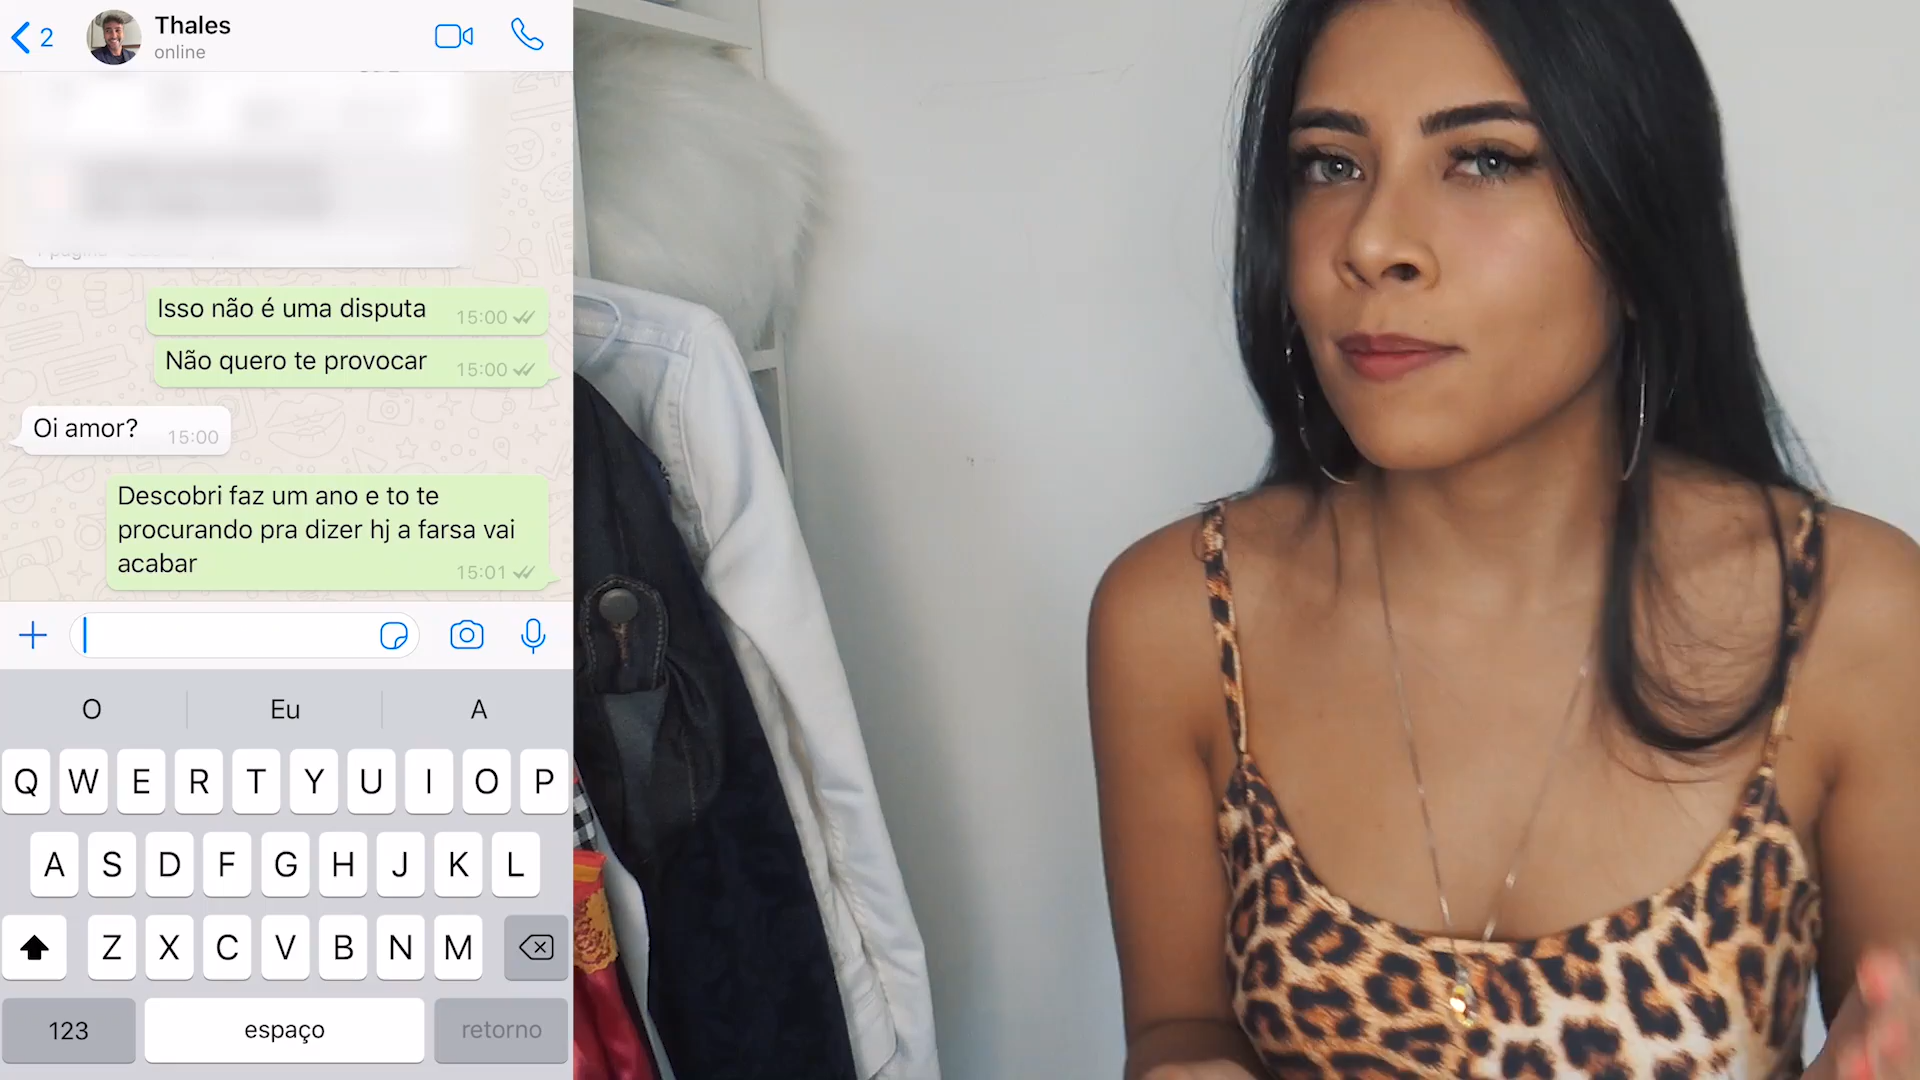 2
Thales
online
Isso não é uma disputa
15:00
Não quero te provocar
15:00
Oi amor?
15:00
Descobri faz um ano e to te
procurando pra dizer hj a farsa vai
acabar
15:01
O Eu A
Q W E R T Y U I O P
A S D F G H J K L
Z X C V B N M
123 espaço retorno